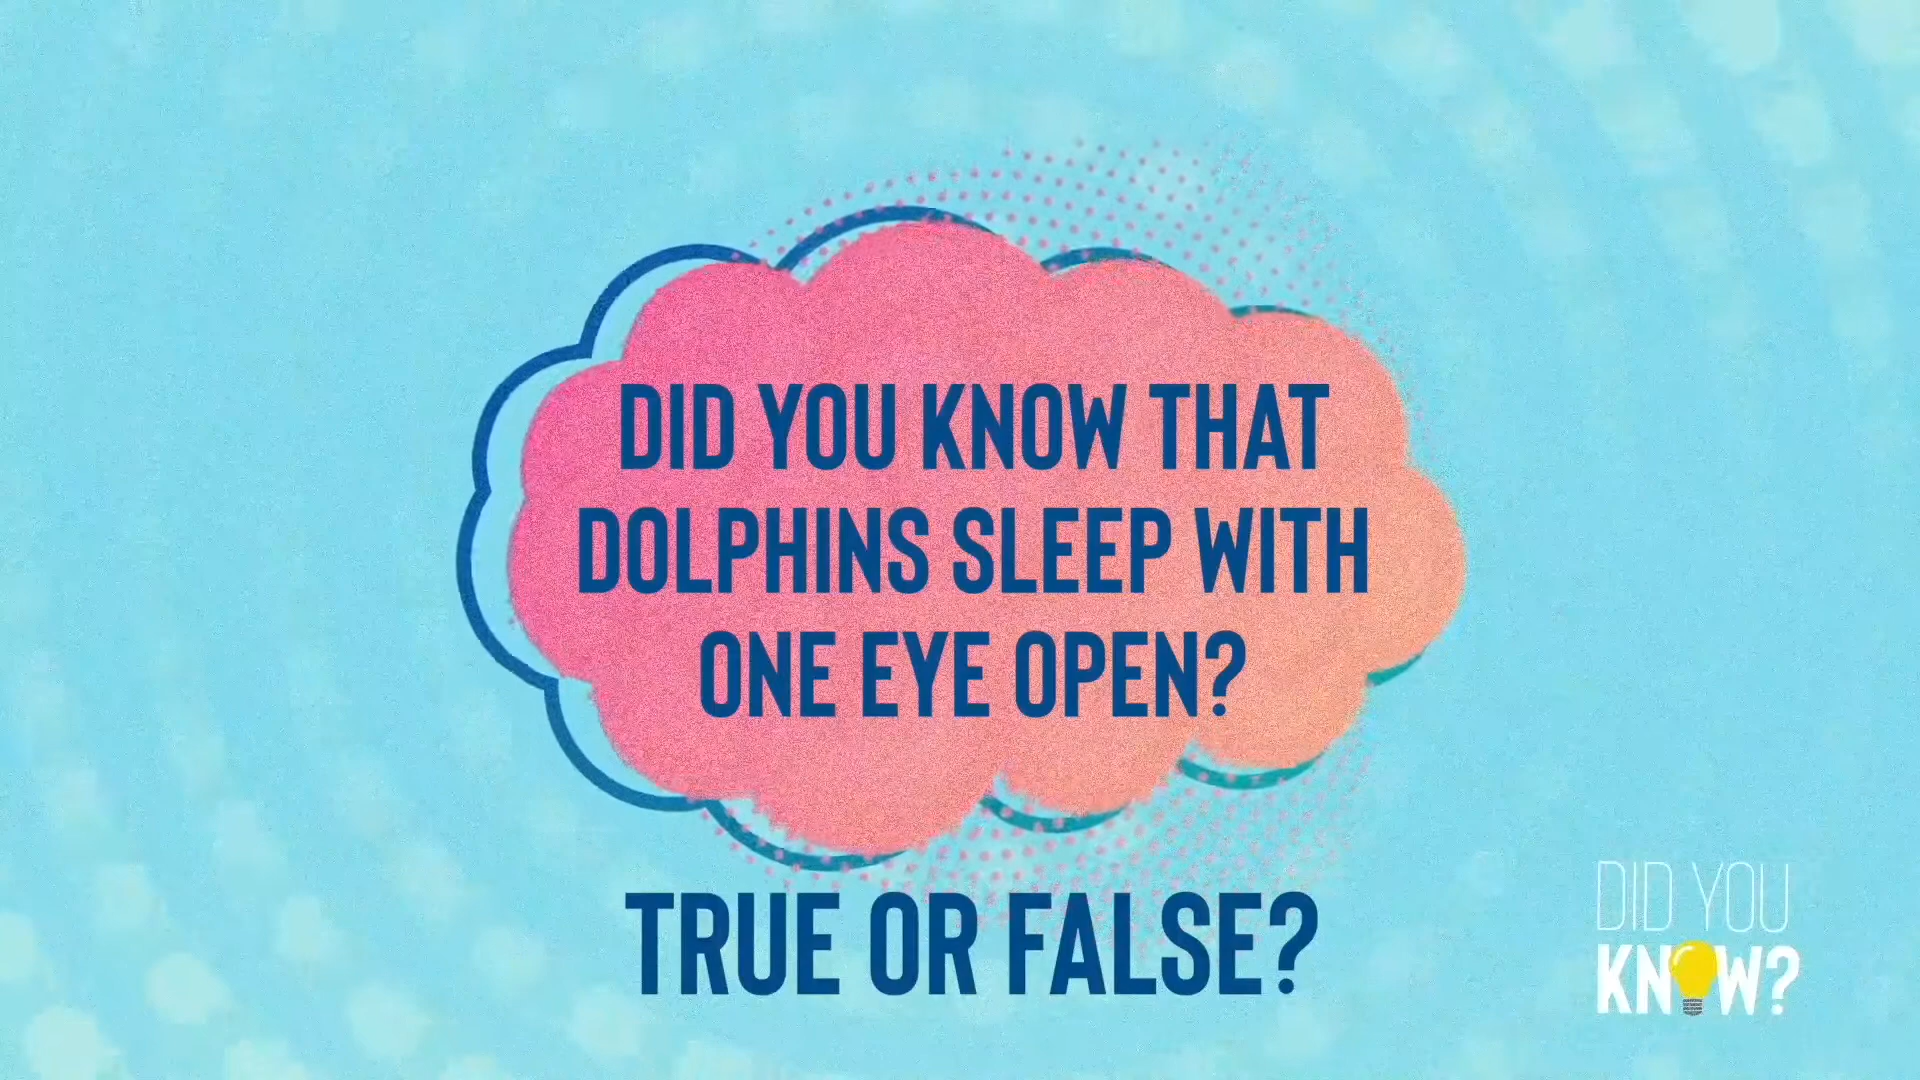 DID YOU KNOW THAT
DOLPHINS SLEEP WITH
ONE EYE OPEN?
TRUE OR FALSE?
DID YOU
KNOW?